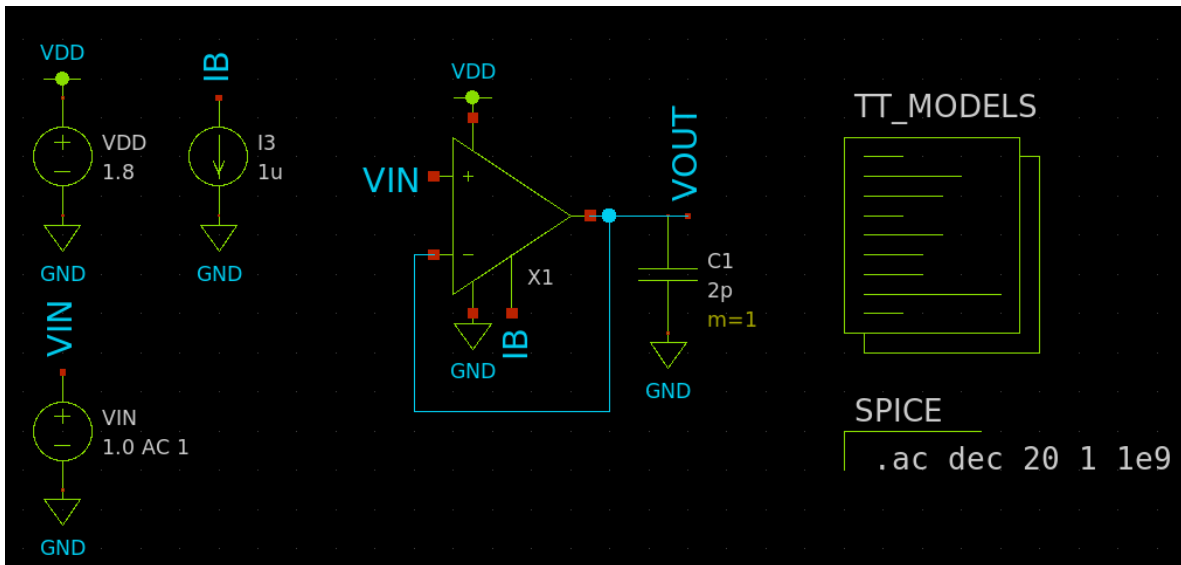 VDD
VDD
1.8
GND
IB
I3
1u
GND
VIN
VIN
1.0 AC 1
GND
VDD
VIN
+
−
X1
IB
GND
VOUT
C1
2p
m=1
GND
TT_MODELS
SPICE
.ac dec 20 1 1e9